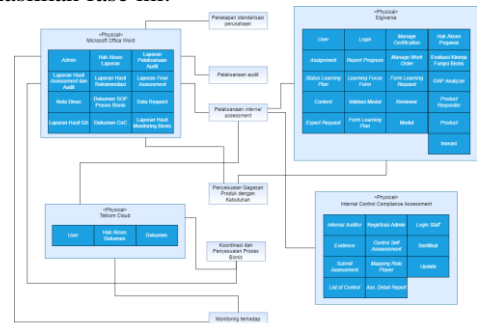 <Physical>
Microsoft Office Word
Admin
Hak Akses
Laporan
Laporan
Pelaksanaan
Audit
Laporan Hasil
Assessment dan
Audit
Laporan Hasil
Rekomendasi
Laporan Final
Assessment
Nota Dinas
Dokumen SOP
Proses Bisnis
Data Request
Laporan Hasil QA
Dokumen CoC
Laporan Hasil
Monitoring Bisnis
Penetapan standarisasi
perusahaan
Pelaksanaan audit
Pelaksanaan internal
assessment
Penyesuaian Gagasan
Produk dengan
Kebutuhan
Koordinasi dan
Penyesuaian Proses
Bisnis
Monitoring terhadap
<Physical>
Digiverse
User
Login
Manage
Certification
Hak Akses
Pegawai
Assignment
Report Progress
Manage Work
Order
Evaluasi Kinerja
Fungsi Bisnis
Status Learning
Plan
Learning Focus
Form
Form Learning
Request
GAP Analyzer
Content
Validasi Modul
Reviewer
Product
Requester
Expert Request
Form Learning
Plan
Modul
Product
Inovasi
<Physical>
Telkom Cloud
User
Hak Akses
Dokumen
Dokumen
<Physical>
Internal Control Compliance Assessment
Internal Auditor
Registrasi Admin
Login Staff
Evidence
Control Self
Assessment
Sertifikat
Submit
Assessment
Mapping Role
Player
Update
List of Control
Ass. Detail Report